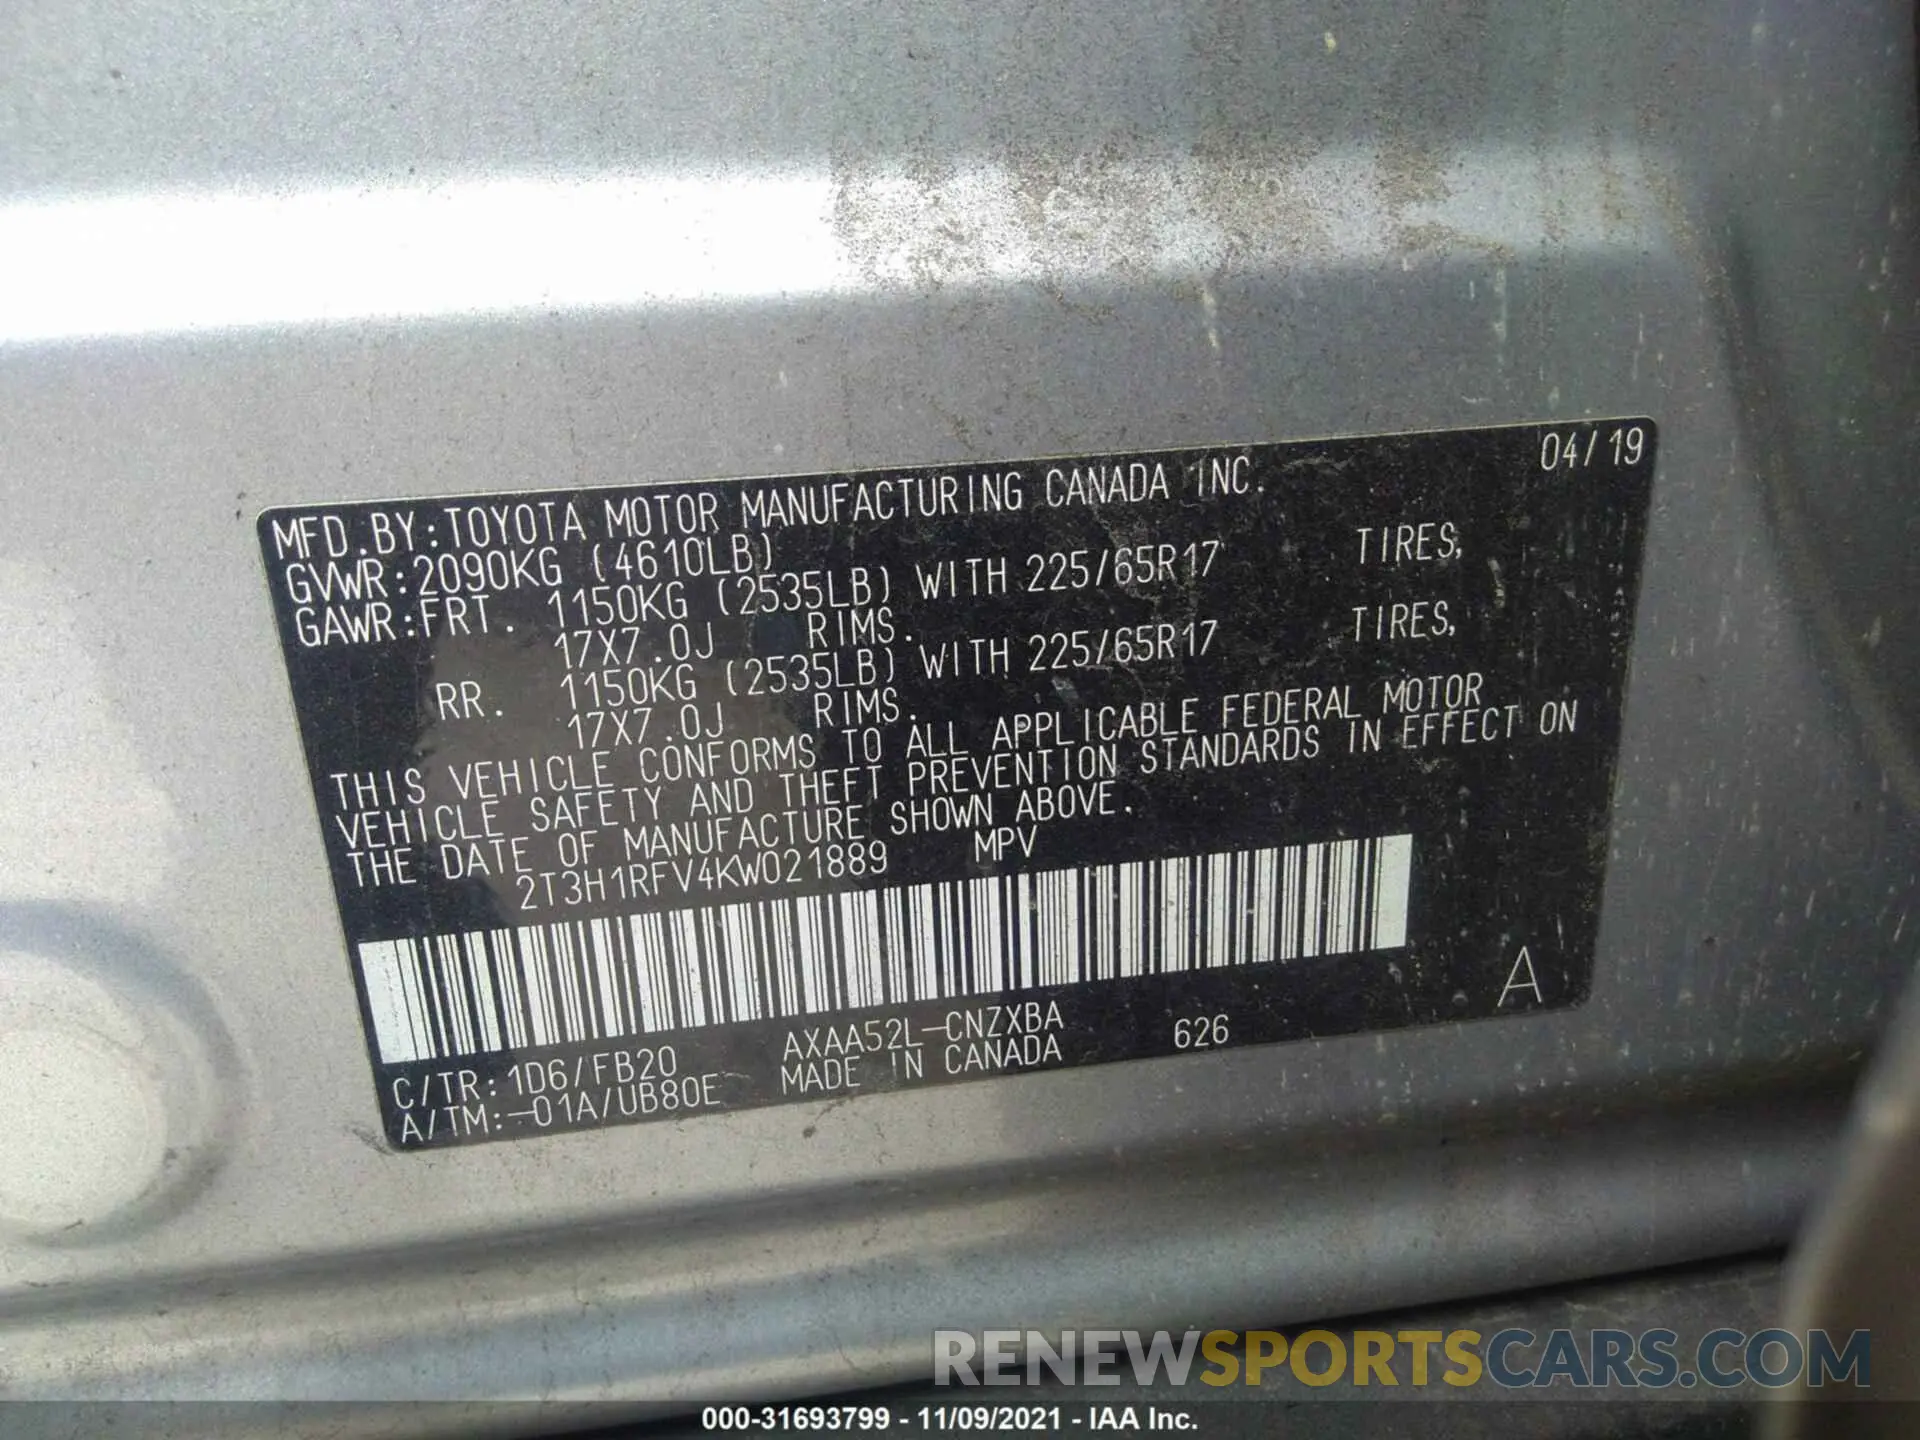 04/19
MFD.BY:TOYOTA MOTOR MANUFACTURING CANADA INC.
GVWR:2090KG (4610LB)
GAWR:FRT. 1150KG (2535LB) WITH 225/65R17 TIRES,
17X7.0J RIMS.
RR. 1150KG (2535LB) WITH 225/65R17 TIRES,
17X7.0J RIMS.
THIS VEHICLE CONFORMS TO ALL APPLICABLE FEDERAL MOTOR
VEHICLE SAFETY AND THEFT PREVENTION STANDARDS IN EFFECT ON
THE DATE OF MANUFACTURE SHOWN ABOVE.
2T3H1RFV4KW021889 MPV
A
C/TR:1D6/FB20 AXAA52L-CNZXBA 626
A/TM:-01A/UB80E MADE IN CANADA
RENEWSPORTSCARS.COM
000-31693799 - 11/09/2021 - IAA Inc.